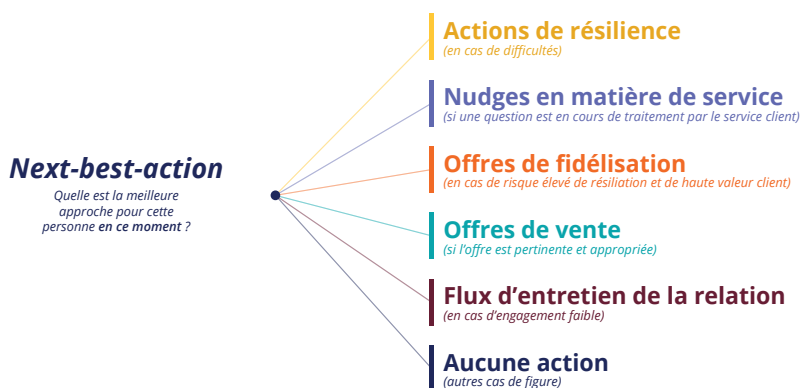 Next-best-action
Quelle est la meilleure
approche pour cette
personne en ce moment ?
Actions de résilience
(en cas de difficultés)
Nudges en matière de service
(si une question est en cours de traitement par le service client)
Offres de fidélisation
(en cas de risque élevé de résiliation et de haute valeur client)
Offres de vente
(si l’offre est pertinente et appropriée)
Flux d’entretien de la relation
(en cas d’engagement faible)
Aucune action
(autres cas de figure)